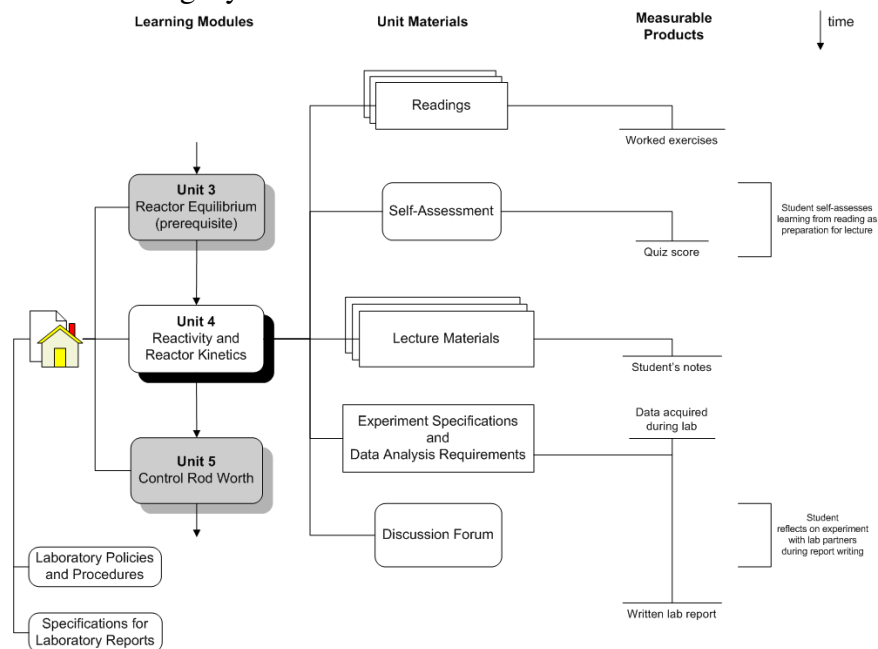 Learning Modules
Unit Materials
Measurable
Products
time
Readings
Worked exercises
Unit 3
Reactor Equilibrium
(prerequisite)
Self-Assessment
Quiz score
Student self-assesses
learning from reading as
preparation for lecture
Unit 4
Reactivity and
Reactor Kinetics
Lecture Materials
Student's notes
Experiment Specifications
and
Data Analysis Requirements
Data acquired
during lab
Unit 5
Control Rod Worth
Discussion Forum
Student
reflects on experiment
with lab partners
during report writing
Laboratory Policies
and Procedures
Written lab report
Specifications for
Laboratory Reports